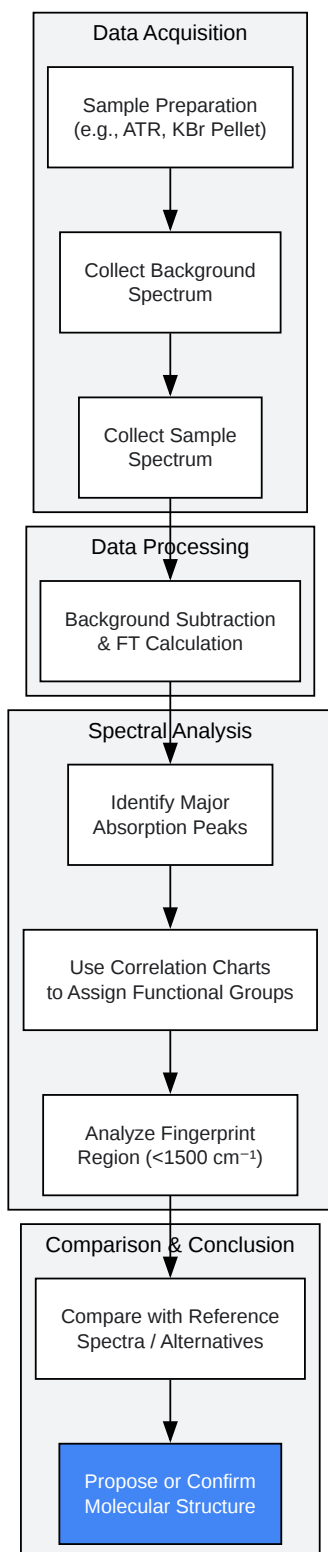 Data Acquisition
Sample Preparation
(e.g., ATR, KBr Pellet)
Collect Background
Spectrum
Collect Sample
Spectrum
Data Processing
Background Subtraction
& FT Calculation
Spectral Analysis
Identify Major
Absorption Peaks
Use Correlation Charts
to Assign Functional Groups
Analyze Fingerprint
Region (<1500 cm⁻¹)
Comparison & Conclusion
Compare with Reference
Spectra / Alternatives
Propose or Confirm
Molecular Structure